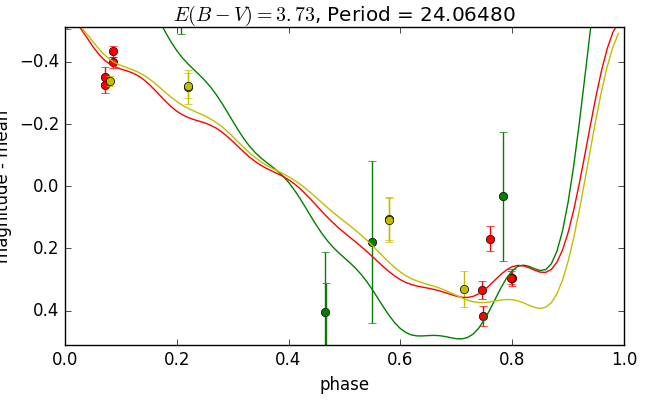 E(B − V) = 3.73, Period = 24.06480
−0.4
−0.2
0.0
0.2
0.4
magnitude - mean
0.0 0.2 0.4 0.6 0.8 1.0
phase